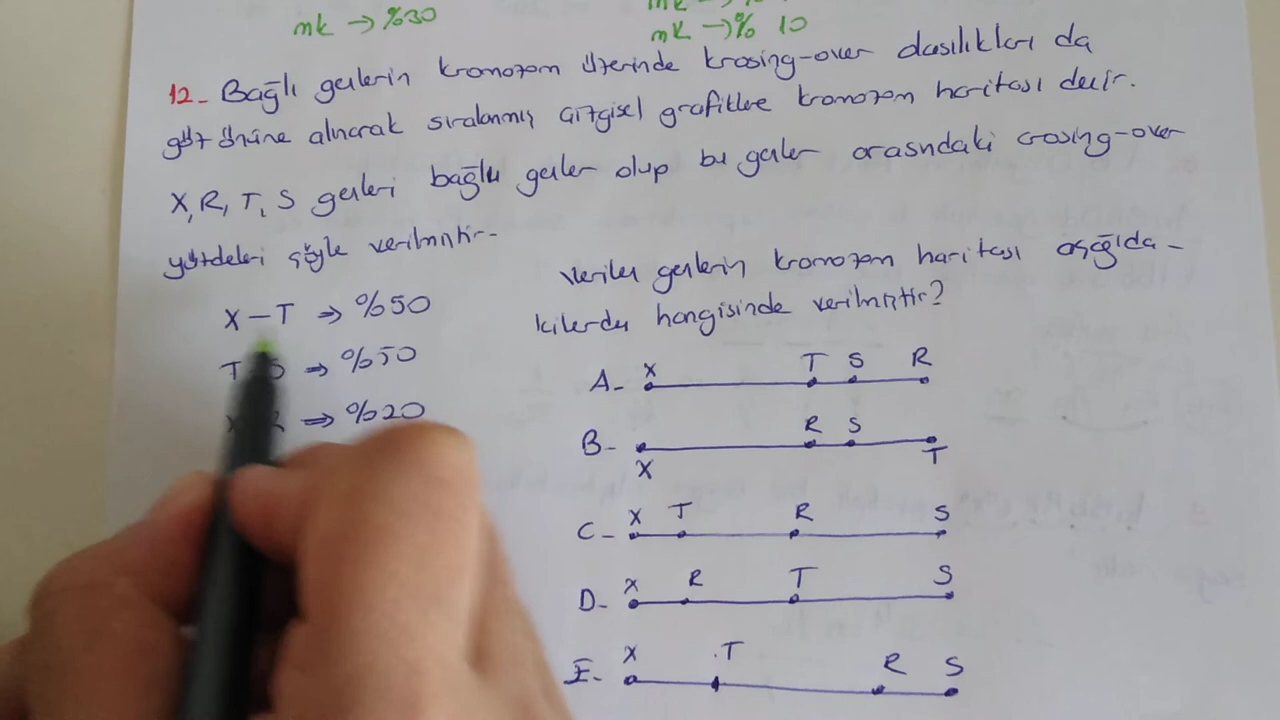 mk → %30
mk → %10
12- Bağlı genlerin kromozom üzerinde krosing-over dasılıkları da
göz önüne alınarak sıralanmış çizgisel grafiklere kromozom haritası denir.
X, R, T, S genleri bağlı genler olup bu genler arasındaki crosing-over
yüzdeleri şöyle verilmiştir-
X-T ⇒ %50
T S ⇒ %50
R ⇒ %20
Verilen genlerin kromozom haritası aşağıda-
kilerden hangisinde verilmiştir?
A- X T S R
B- X R S T
C- X T R S
D- X R T S
E- X T R S